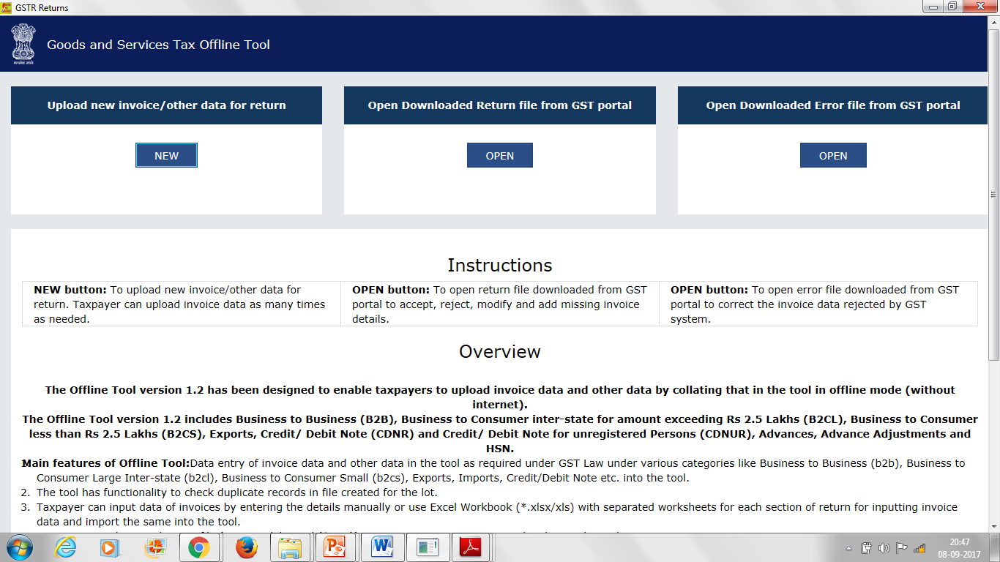 GSTR Returns
Goods and Services Tax Offline Tool
Upload new invoice/other data for return
NEW
Open Downloaded Return file from GST portal
OPEN
Open Downloaded Error file from GST portal
OPEN
Instructions
NEW button: To upload new invoice/other data for
return. Taxpayer can upload invoice data as many times
as needed.
OPEN button: To open return file downloaded from GST
portal to accept, reject, modify and add missing invoice
details.
OPEN button: To open error file downloaded from GST
portal to correct the invoice data rejected by GST
system.
Overview
The Offline Tool version 1.2 has been designed to enable taxpayers to upload invoice data and other data by collating that in the tool in offline mode (without
internet).
The Offline Tool version 1.2 includes Business to Business (B2B), Business to Consumer inter-state for amount exceeding Rs 2.5 Lakhs (B2CL), Business to Consumer
less than Rs 2.5 Lakhs (B2CS), Exports, Credit/ Debit Note (CDNR) and Credit/ Debit Note for unregistered Persons (CDNUR), Advances, Advance Adjustments and
HSN.
1. Main features of Offline Tool:Data entry of invoice data and other data in the tool as required under GST Law under various categories like Business to Business (b2b), Business to
Consumer Large Inter-state (b2cl), Business to Consumer Small (b2cs), Exports, Imports, Credit/Debit Note etc. into the tool.
2. The tool has functionality to check duplicate records in file created for the lot.
3. Taxpayer can input data of invoices by entering the details manually or use Excel Workbook (*.xlsx/xls) with separated worksheets for each section of return for inputting invoice
data and import the same into the tool.
20:47
08-09-2017